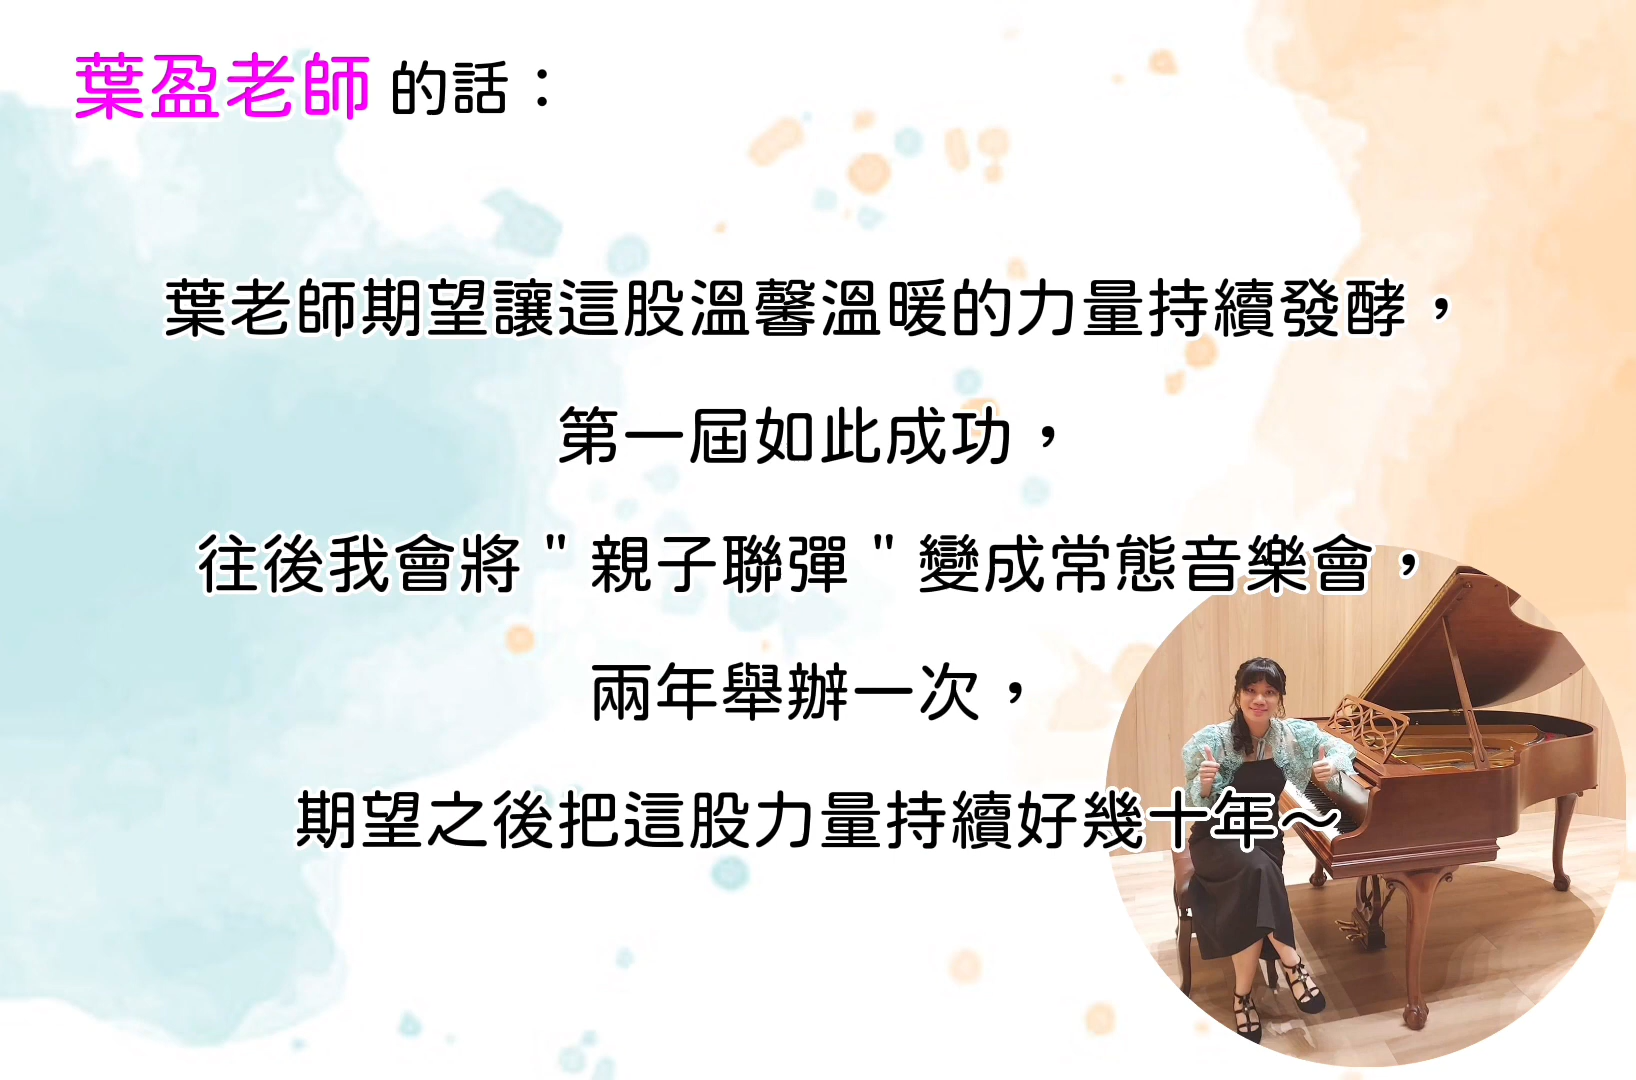 葉盈老師 的話：
葉老師期望讓這股溫馨溫暖的力量持續發酵，
第一屆如此成功，
往後我會將＂親子聯彈＂變成常態音樂會，
兩年舉辦一次，
期望之後把這股力量持續好幾十年～